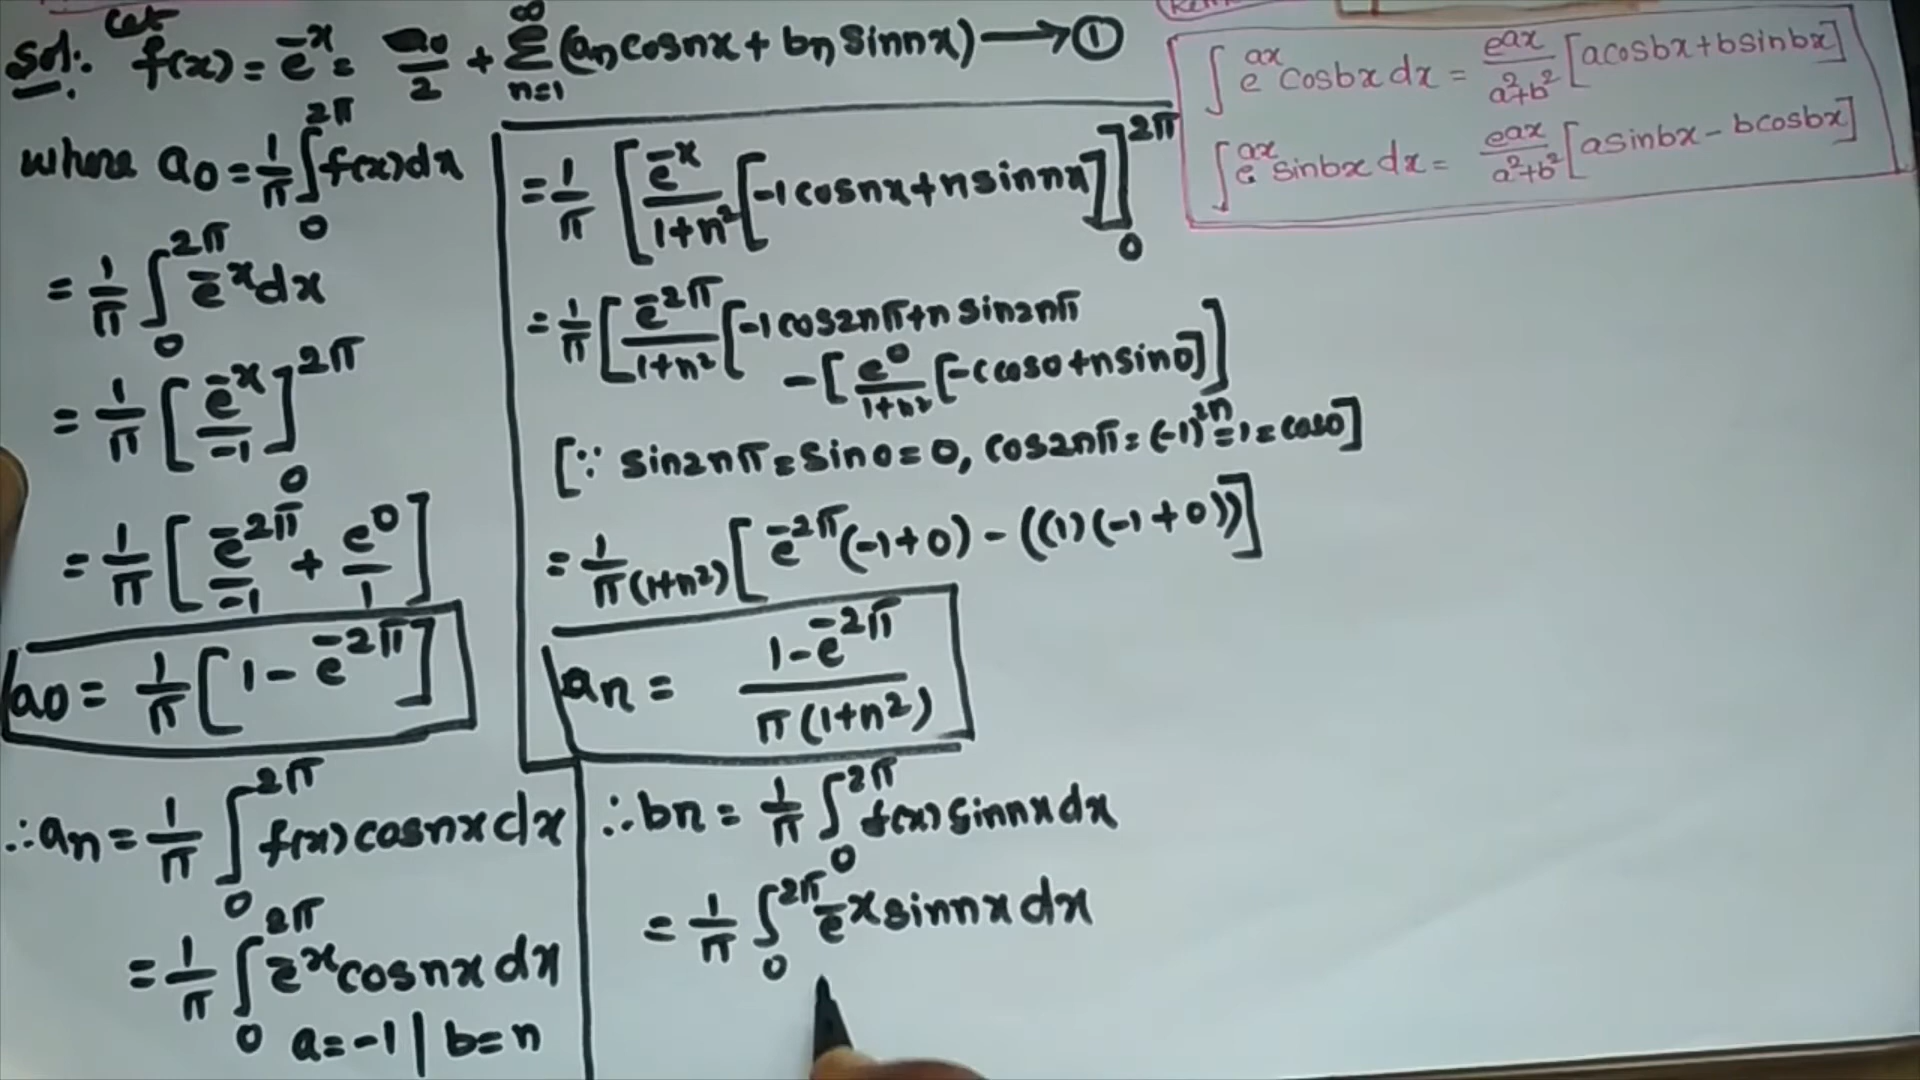 Sol:. Let f(x) = e^-x = a0/2 + Σ_{n=1}^{∞} (an cosnx + bn sinnx) → ①
where a0 = 1/π ∫_0^{2π} f(x) dx
= 1/π ∫_0^{2π} e^-x dx
= 1/π [e^-x/-1]_0^{2π}
= 1/π [e^-2π/-1 + e^0/1]
a0 = 1/π [1 - e^-2π]
∴ an = 1/π ∫_0^{2π} f(x) cosnx dx
= 1/π ∫_0^{2π} e^-x cosnx dx
a = -1 | b = n
= 1/π [e^-x/1+n² [-1 cosnx + n sinnx]]_0^{2π}
= 1/π [e^-2π/1+n² [-1 cos2nπ + n sin2nπ
- [e^0/1+n² [-cos0 + n sin0]]
[∵ sin2nπ = sin0 = 0, cos2nπ = (-1)^2n = 1 = cos0]
= 1/π(1+n²) [e^-2π (-1+0) - ((1)(-1+0))]
an = 1-e^-2π / π(1+n²)
∴ bn = 1/π ∫_0^{2π} f(x) sinnx dx
= 1/π ∫_0^{2π} e^-x sinnx dx
∫ e^ax cosbx dx = e^ax/a²+b² [acosbx + bsinbx]
∫ e^ax sinbx dx = e^ax/a²+b² [asinbx - bcosbx]